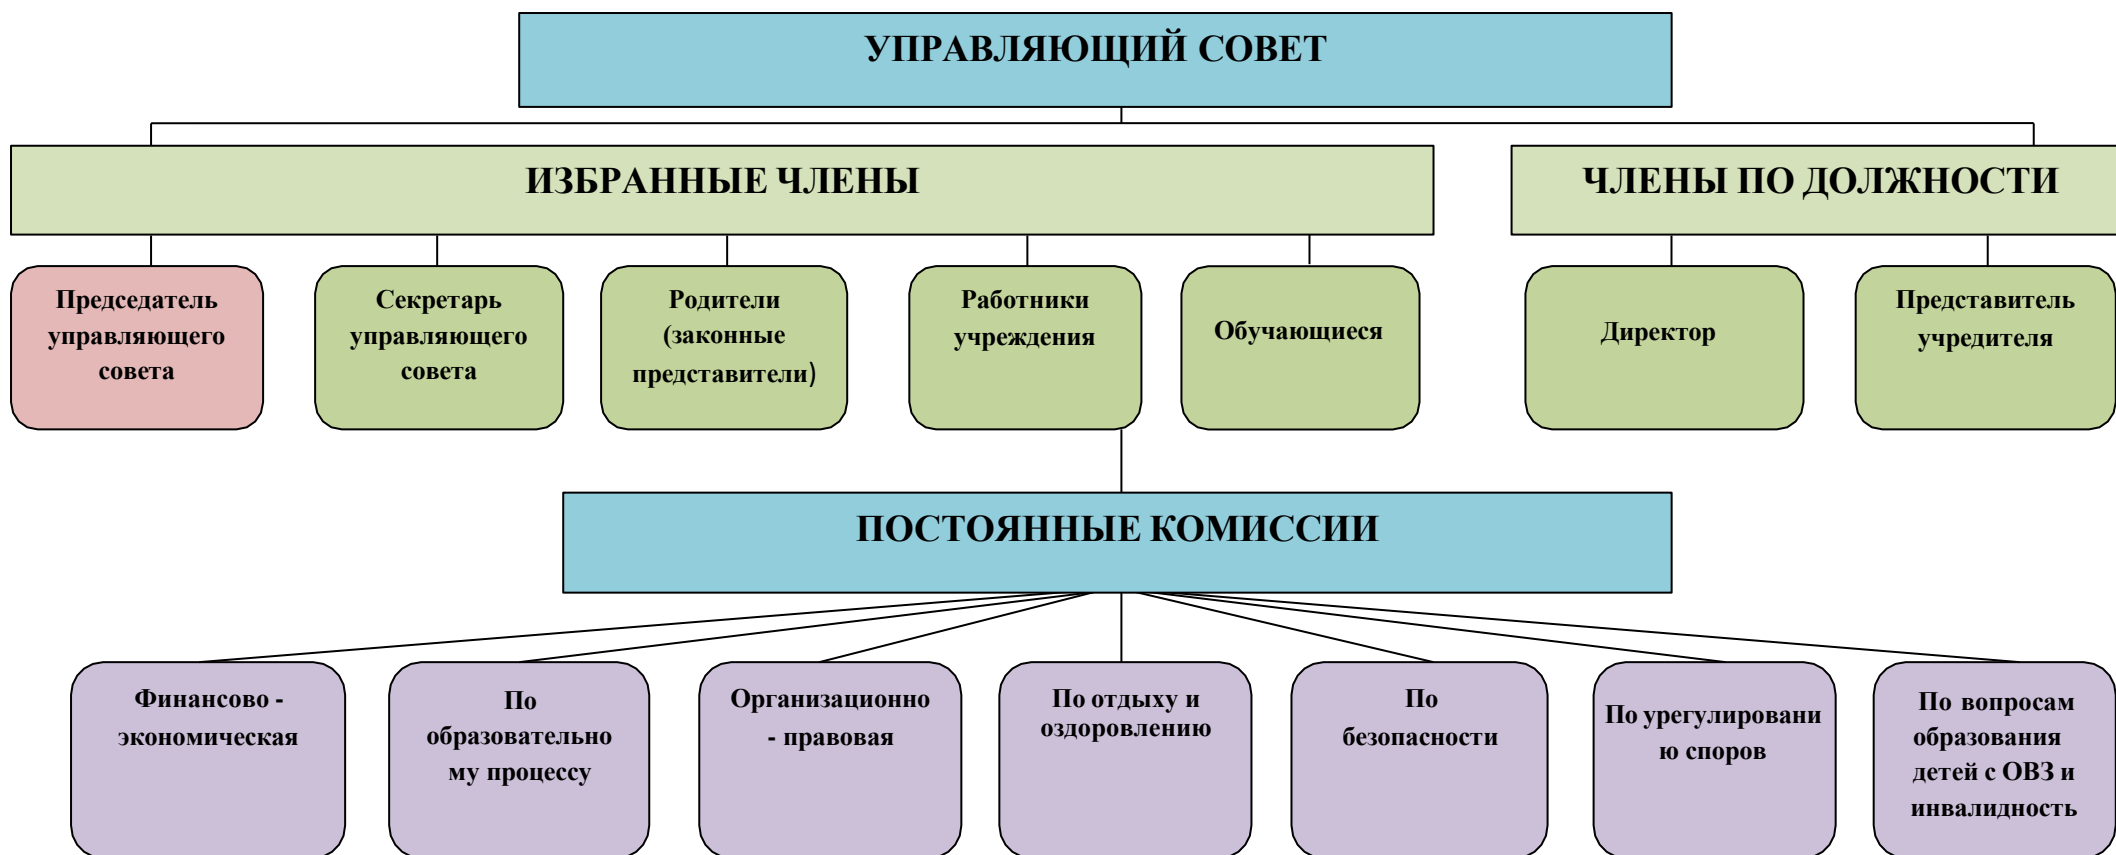 УПРАВЛЯЮЩИЙ СОВЕТ
ИЗБРАННЫЕ ЧЛЕНЫ
ЧЛЕНЫ ПО ДОЛЖНОСТИ
Председатель
управляющего
совета
Секретарь
управляющего
совета
Родители
(законные
представители)
Работники
учреждения
Обучающиеся
Директор
Представитель
учредителя
ПОСТОЯННЫЕ КОМИССИИ
Финансово -
экономическая
По
образовательно
му процессу
Организационно
- правовая
По отдыху и
оздоровлению
По
безопасности
По урегулировани
ю споров
По вопросам
образования
детей с ОВЗ и
инвалидность